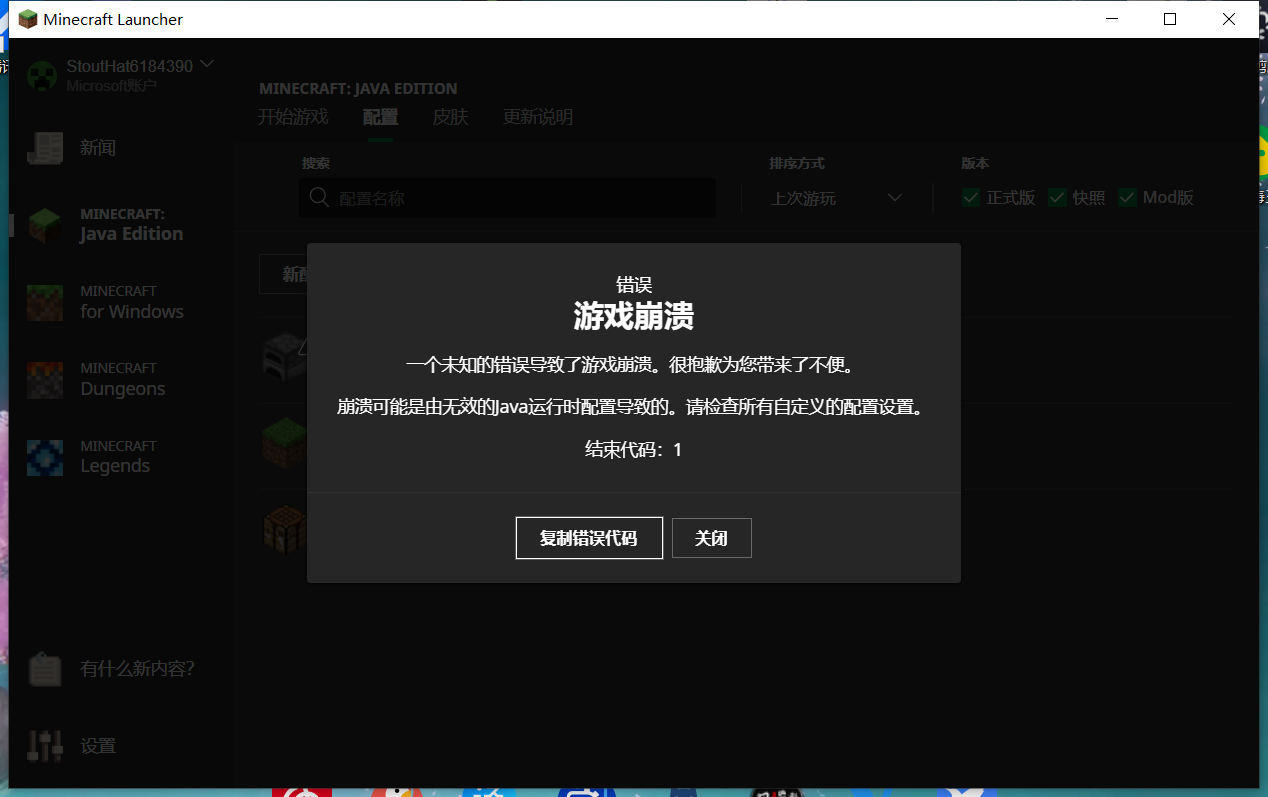 Minecraft Launcher
StoutHat6184390
Microsoft账户
新闻
MINECRAFT:
Java Edition
MINECRAFT
for Windows
MINECRAFT
Dungeons
MINECRAFT
Legends
有什么新内容?
设置
MINECRAFT: JAVA EDITION
开始游戏 配置 皮肤 更新说明
搜索 排序方式 版本
配置名称 上次游玩 正式版 快照 Mod版
新
错误
游戏崩溃
一个未知的错误导致了游戏崩溃。很抱歉为您带来了不便。
崩溃可能是由无效的Java运行时配置导致的。请检查所有自定义的配置设置。
结束代码：1
复制错误代码 关闭